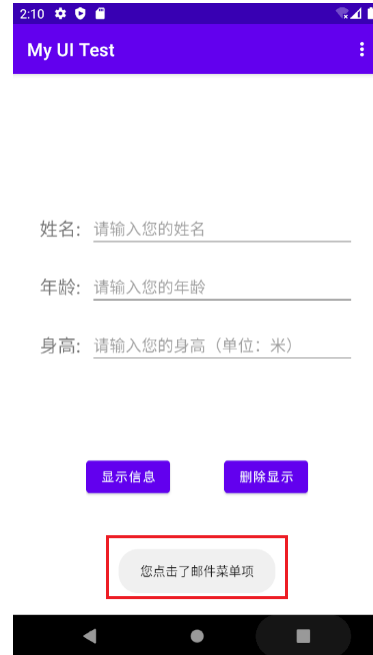 2:10
My UI Test
姓名: 请输入您的姓名
年龄: 请输入您的年龄
身高: 请输入您的身高（单位：米）
显示信息 删除显示
您点击了邮件菜单项